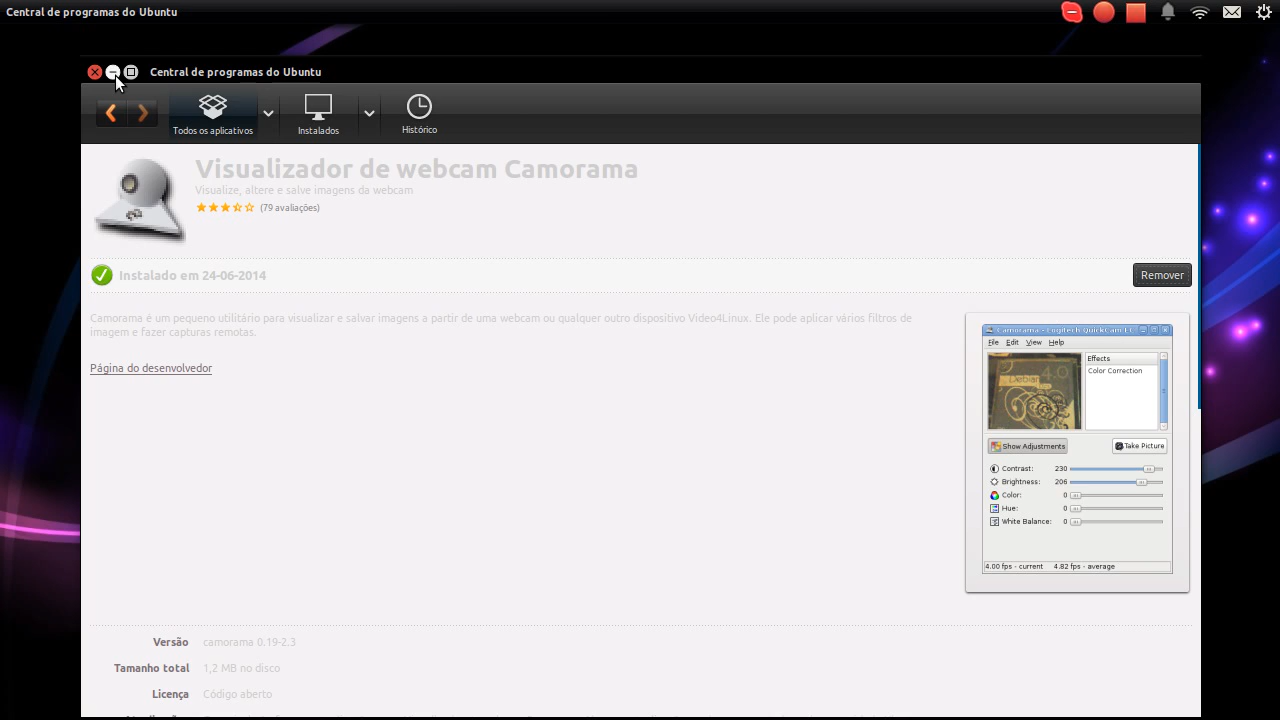 Central de programas do Ubuntu
Central de programas do Ubuntu
Todos os aplicativos
Instalados
Histórico
Visualizador de webcam Camorama
Visualize, altere e salve imagens da webcam
(79 avaliações)
Instalado em 24-06-2014
Remover
Camorama é um pequeno utilitário para visualizar e salvar imagens a partir de uma webcam ou qualquer outro dispositivo Video4Linux. Ele pode aplicar vários filtros de
imagem e fazer capturas remotas.
Página do desenvolvedor
Camorama - Logitech QuickCam
File Edit View Help
4.0
Effects
Color Correction
Show Adjustments
Take Picture
Contrast: 230
Brightness: 206
Color: 0
Hue: 0
White Balance: 0
4.00 fps - current 4.82 fps - average
Versão camorama 0.19-2.3
Tamanho total 1,2 MB no disco
Licença Código aberto